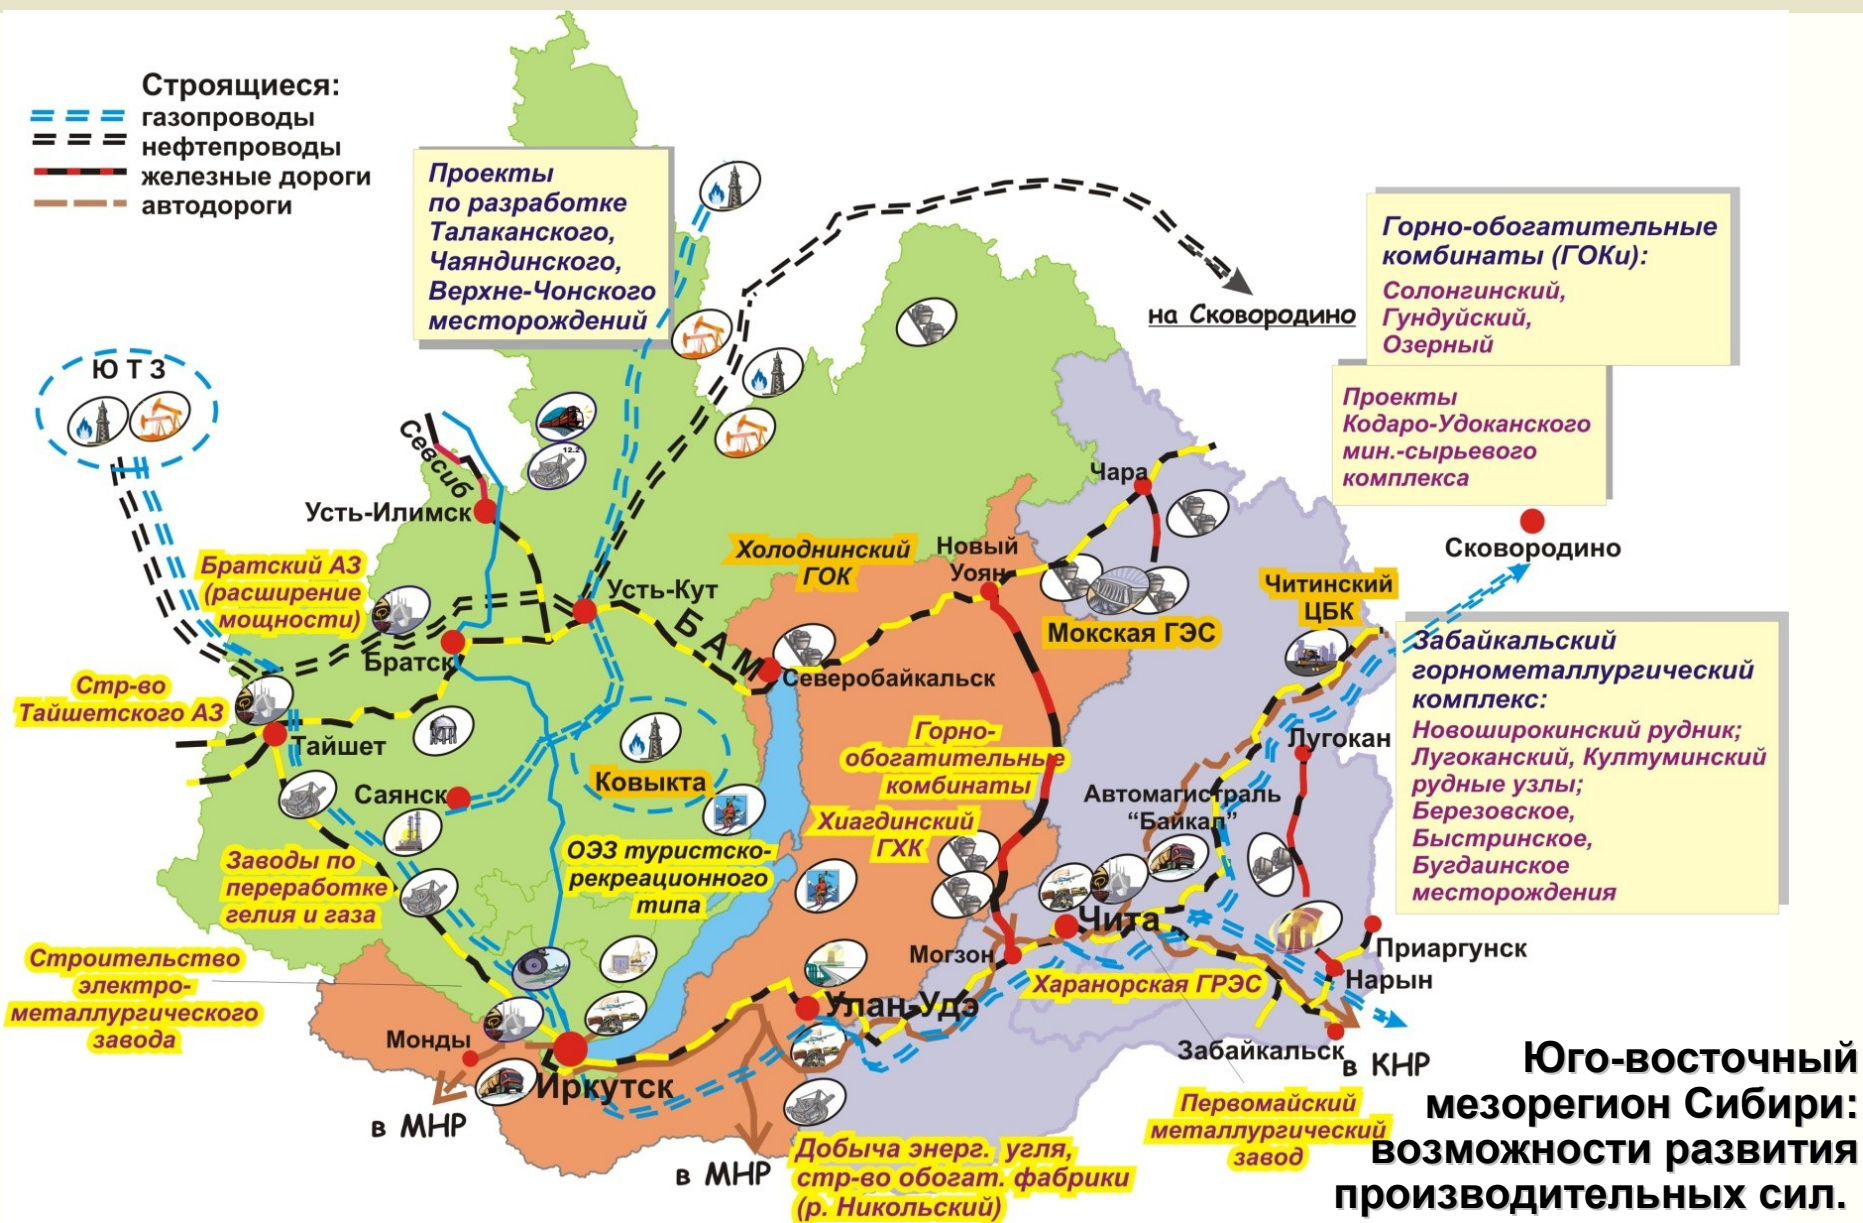 Строящиеся:
газопроводы
нефтепроводы
железные дороги
автодороги
Проекты
по разработке
Талаканского,
Чаяндинского,
Верхне-Чонского
месторождений
на Сковородино
Горно-обогатительные
комбинаты (ГОКи):
Солонгинский,
Гундуйский,
Озерный
Проекты
Кодаро-Удоканского
мин.-сырьевого
комплекса
Сковородино
Ю Т З
Севсиб
12.2
Усть-Илимск
Чара
Братский АЗ
(расширение
мощности)
Усть-Кут
Холоднинский
ГОК
Новый
Уоян
Читинский
ЦБК
Мокская ГЭС
БАМ
Братск
Северобайкальск
Стр-во
Тайшетского АЗ
Тайшет
Забайкальский
горнометаллургический
комплекс:
Новоширокинский рудник;
Лугоканский, Култуминский
рудные узлы;
Березовское,
Быстринское,
Бугдаинское
месторождения
Саянск
Ковыкта
Горно-
обогатительные
комбинаты
Лугокан
Автомагистраль
"Байкал"
Хиагдинский
ГХК
Заводы по
переработке
гелия и газа
ОЭЗ туристско-
рекреационного
типа
Чита
Могзон
Приаргунск
Нарын
Харанорская ГРЭС
Строительство
электро-
металлургического
завода
Улан-Удэ
Монды
Иркутск
Забайкальск
в КНР
в МНР
в МНР
Первомайский
металлургический
завод
Добыча энерг. угля,
стр-во обогат. фабрики
(р. Никольский)
Юго-восточный
мезорегион Сибири:
возможности развития
производительных сил.